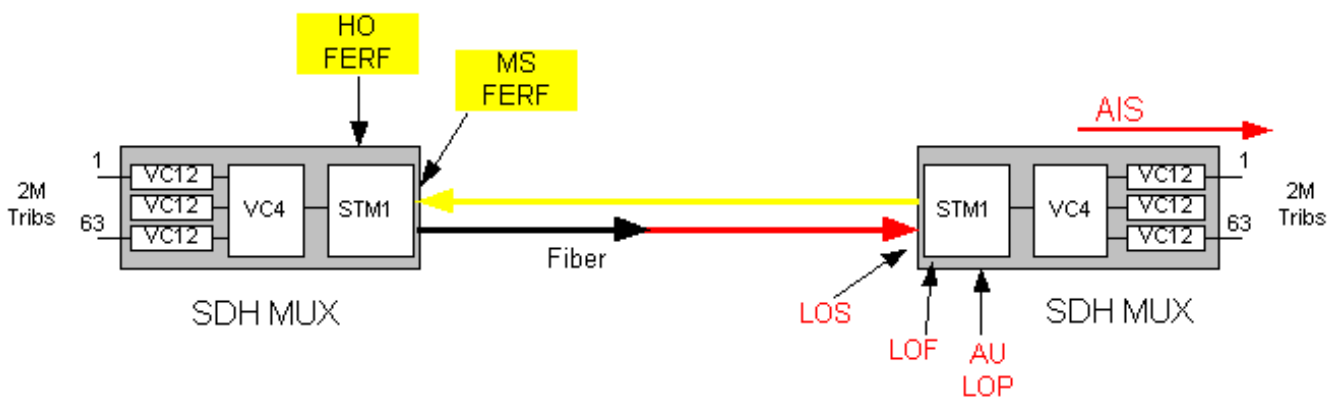 HO
FERF
MS
FERF
AIS
1
VC12
2M
Tribs
VC12
VC4
STM1
63
VC12
Fiber
SDH MUX
STM1
VC4
VC12
1
VC12
2M
Tribs
VC12
63
LOS
LOF
AU
LOP
SDH MUX